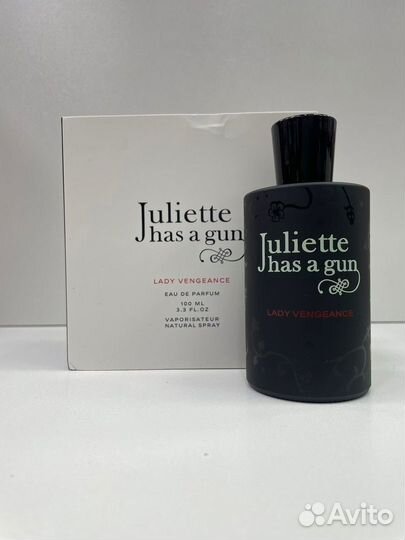 Juliette
has a gun
LADY VENGEANCE
EAU DE PARFUM
100 ML
3.3 FL.OZ
VAPORISATEUR
NATURAL SPRAY
Juliette
has a gun
LADY VENGEANCE
Avito